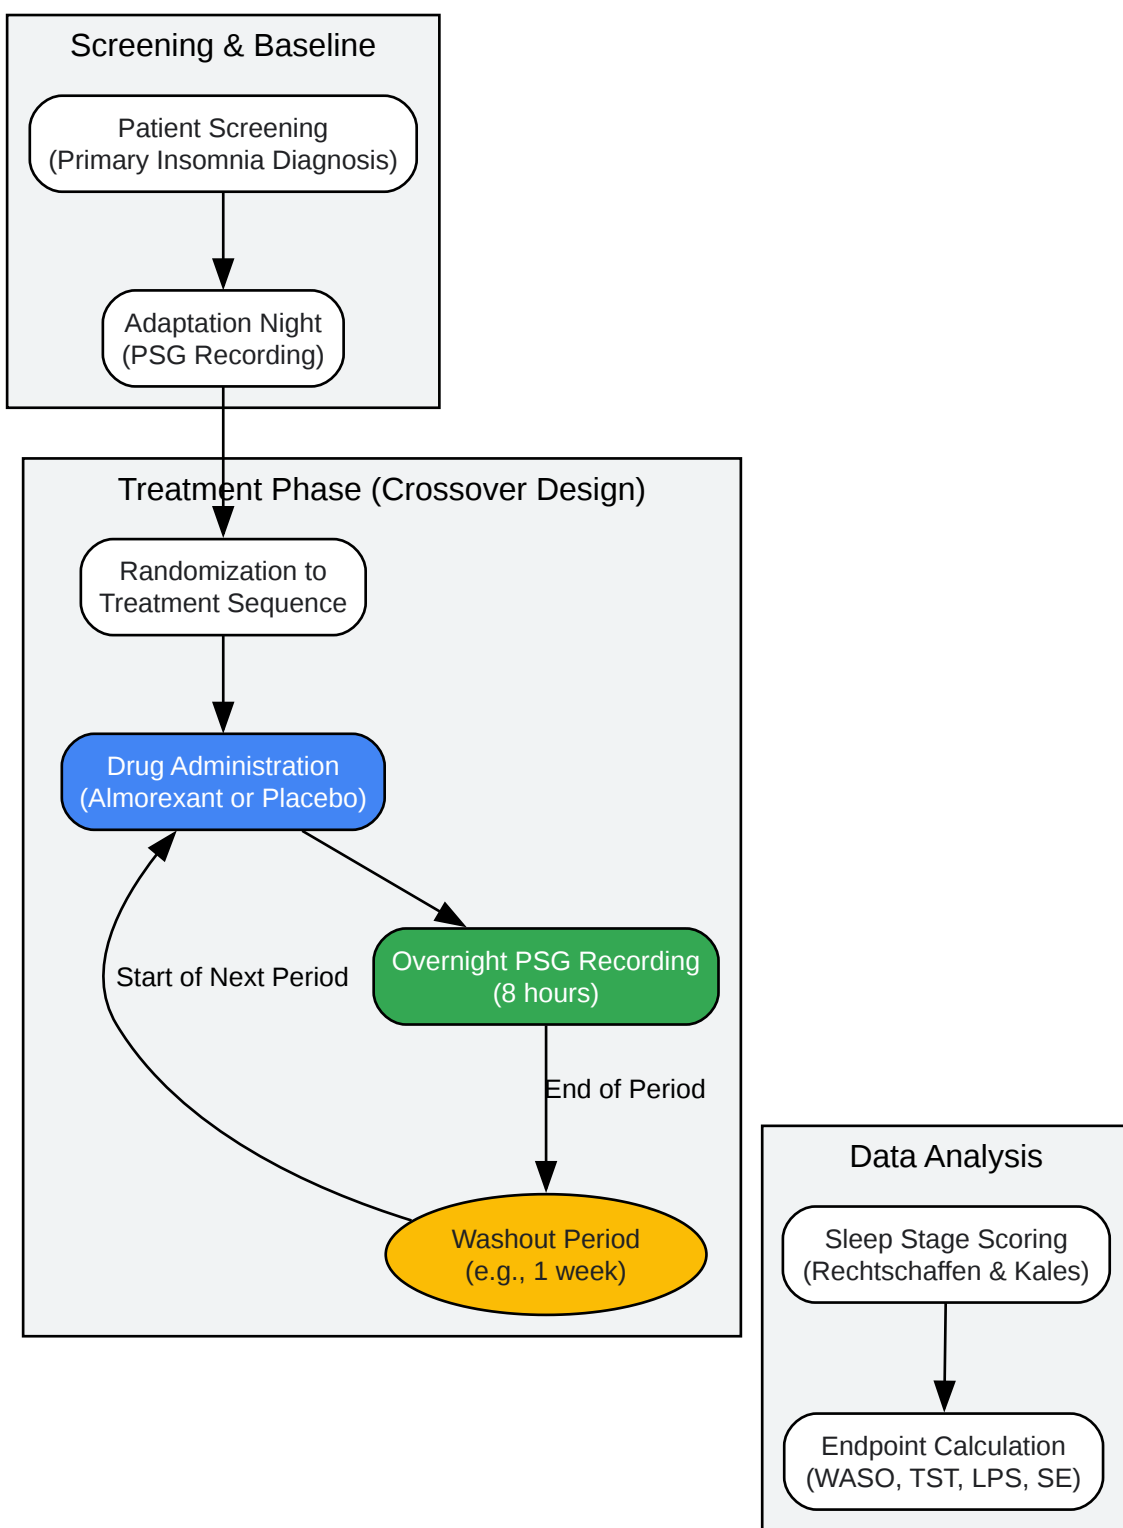 Screening & Baseline
Patient Screening
(Primary Insomnia Diagnosis)
Adaptation Night
(PSG Recording)
Treatment Phase (Crossover Design)
Randomization to
Treatment Sequence
Drug Administration
(Almorexant or Placebo)
Overnight PSG Recording
(8 hours)
Start of Next Period
End of Period
Washout Period
(e.g., 1 week)
Data Analysis
Sleep Stage Scoring
(Rechtschaffen & Kales)
Endpoint Calculation
(WASO, TST, LPS, SE)